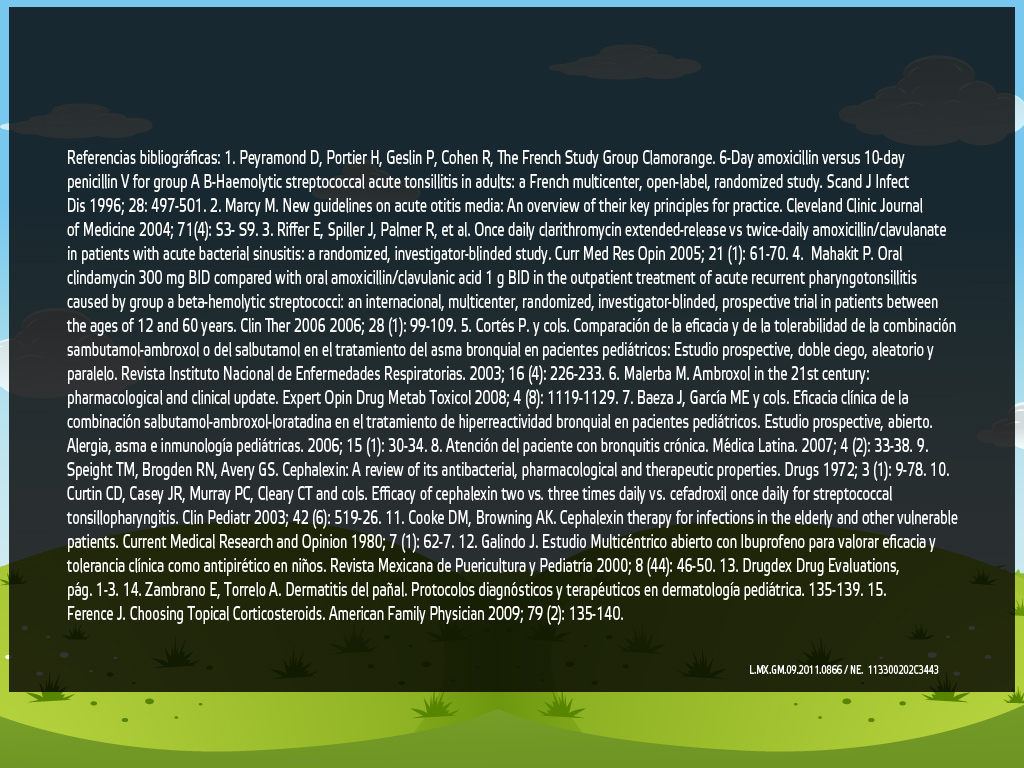 Referencias bibliográficas: 1. Peyramond D, Portier H, Geslin P, Cohen R, The French Study Group Clamorange. 6-Day amoxicillin versus 10-day
penicillin V for group A B-Haemolytic streptococcal acute tonsillitis in adults: a French multicenter, open-label, randomized study. Scand J Infect
Dis 1996; 28: 497-501. 2. Marcy M. New guidelines on acute otitis media: An overview of their key principles for practice. Cleveland Clinic Journal
of Medicine 2004; 71(4): S3- S9. 3. Riffer E, Spiller J, Palmer R, et al. Once daily clarithromycin extended-release vs twice-daily amoxicillin/clavulanate
in patients with acute bacterial sinusitis: a randomized, investigator-blinded study. Curr Med Res Opin 2005; 21 (1): 61-70. 4.  Mahakit P. Oral
clindamycin 300 mg BID compared with oral amoxicillin/clavulanic acid 1 g BID in the outpatient treatment of acute recurrent pharyngotonsillitis
caused by group a beta-hemolytic streptococci: an internacional, multicenter, randomized, investigator-blinded, prospective trial in patients between
the ages of 12 and 60 years. Clin Ther 2006 2006; 28 (1): 99-109. 5. Cortés P. y cols. Comparación de la eficacia y de la tolerabilidad de la combinación
sambutamol-ambroxol o del salbutamol en el tratamiento del asma bronquial en pacientes pediátricos: Estudio prospective, doble ciego, aleatorio y
paralelo. Revista Instituto Nacional de Enfermedades Respiratorias. 2003; 16 (4): 226-233. 6. Malerba M. Ambroxol in the 21st century:
pharmacological and clinical update. Expert Opin Drug Metab Toxicol 2008; 4 (8): 1119-1129. 7. Baeza J, García ME y cols. Eficacia clínica de la
combinación salbutamol-ambroxol-loratadina en el tratamiento de hiperreactividad bronquial en pacientes pediátricos. Estudio prospective, abierto.
Alergia, asma e inmunología pediátricas. 2006; 15 (1): 30-34. 8. Atención del paciente con bronquitis crónica. Médica Latina. 2007; 4 (2): 33-38. 9.
Speight TM, Brogden RN, Avery GS. Cephalexin: A review of its antibacterial, pharmacological and therapeutic properties. Drugs 1972; 3 (1): 9-78. 10.
Curtin CD, Casey JR, Murray PC, Cleary CT and cols. Efficacy of cephalexin two vs. three times daily vs. cefadroxil once daily for streptococcal
tonsillopharyngitis. Clin Pediatr 2003; 42 (6): 519-26. 11. Cooke DM, Browning AK. Cephalexin therapy for infections in the elderly and other vulnerable
patients. Current Medical Research and Opinion 1980; 7 (1): 62-7. 12. Galindo J. Estudio Multicéntrico abierto con Ibuprofeno para valorar eficacia y
tolerancia clínica como antipirético en niños. Revista Mexicana de Puericultura y Pediatría 2000; 8 (44): 46-50. 13. Drugdex Drug Evaluations,
pág. 1-3. 14. Zambrano E, Torrelo A. Dermatitis del pañal. Protocolos diagnósticos y terapéuticos en dermatología pediátrica. 135-139. 15.
Ference J. Choosing Topical Corticosteroids. American Family Physician 2009; 79 (2): 135-140.
L.MX.GM.09.2011.0866 / NE.  113300202C3443